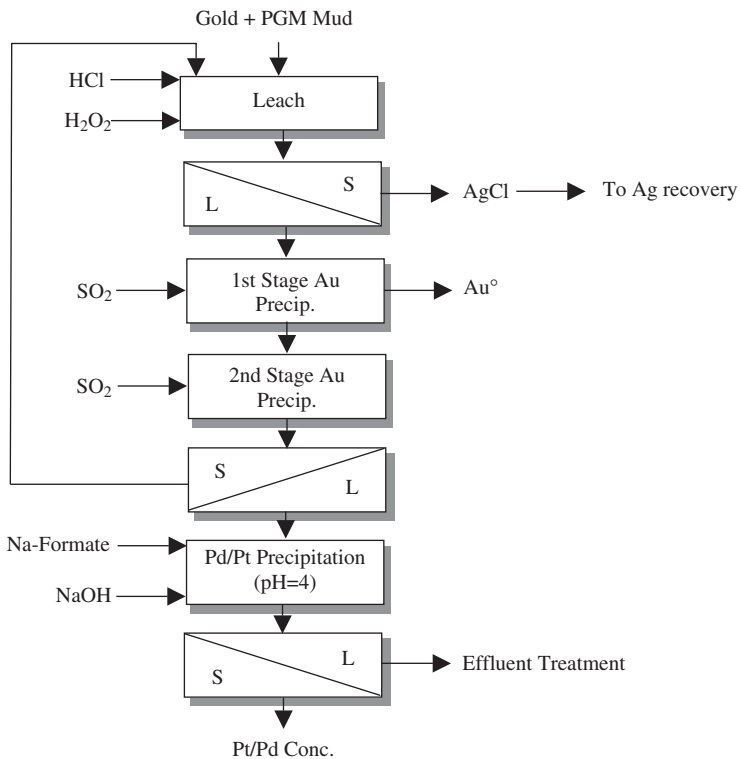 Gold + PGM Mud
HCl
Leach
H₂O₂
S
L
AgCl
To Ag recovery
1st Stage Au
Precip.
SO₂
Au°
2nd Stage Au
Precip.
SO₂
S
L
Na-Formate
Pd/Pt Precipitation
(pH=4)
NaOH
L
S
Effluent Treatment
Pt/Pd Conc.